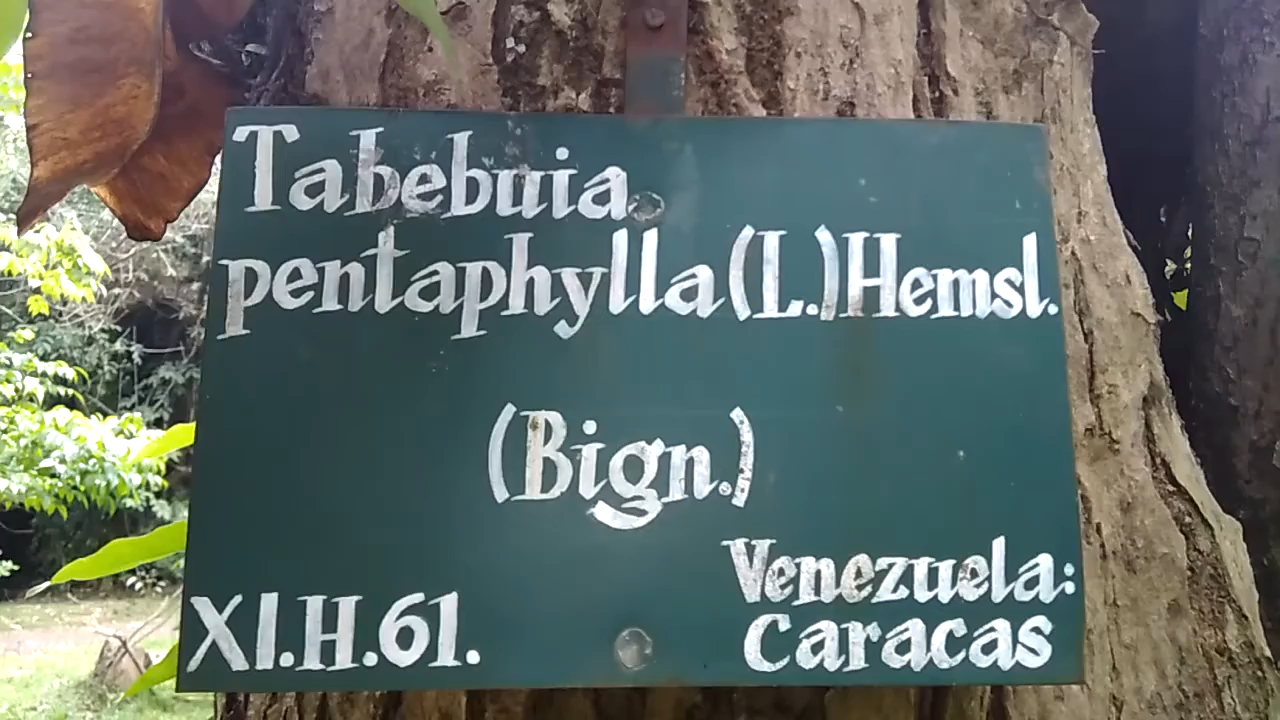 Tabebuia
pentaphylla (L.) Hemsl.
(Bign.)
Venezuela:
XI.H.61.
Caracas